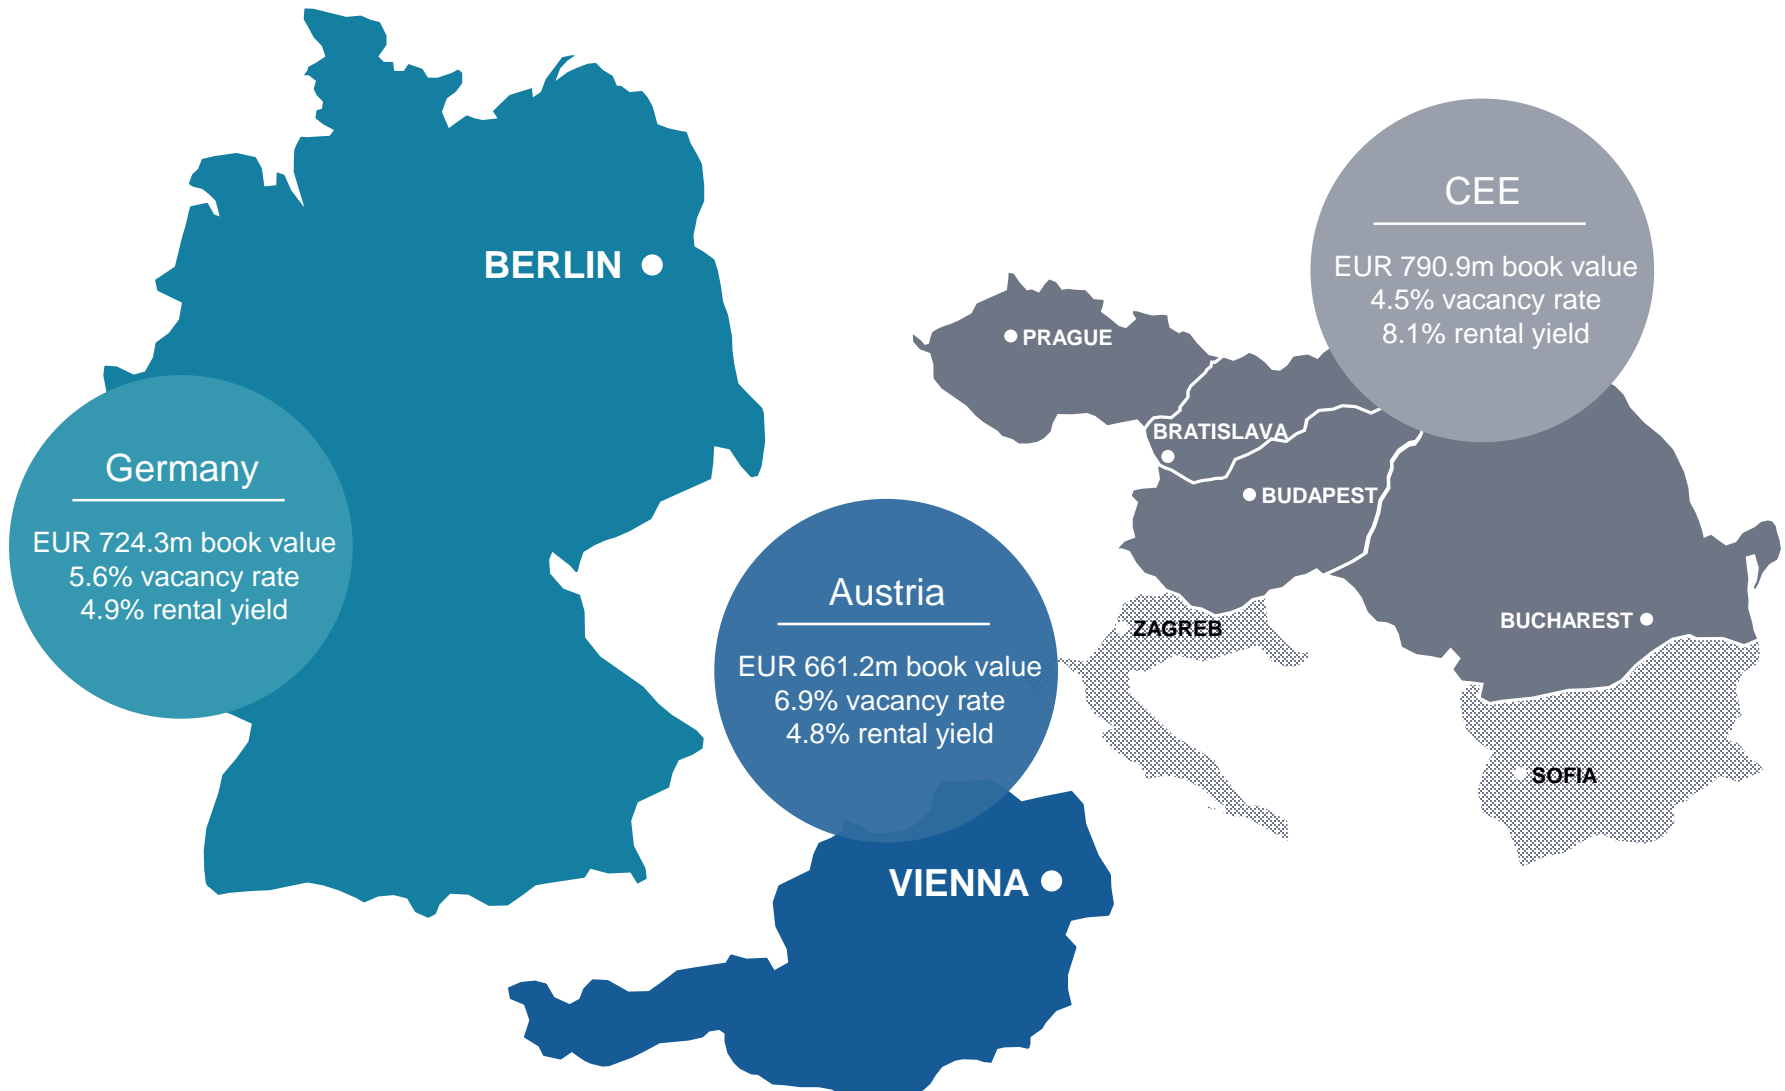 BERLIN
Germany
EUR 724.3m book value
5.6% vacancy rate
4.9% rental yield
Austria
EUR 661.2m book value
6.9% vacancy rate
4.8% rental yield
VIENNA
CEE
EUR 790.9m book value
4.5% vacancy rate
8.1% rental yield
PRAGUE
BRATISLAVA
BUDAPEST
BUCHAREST
ZAGREB
SOFIA